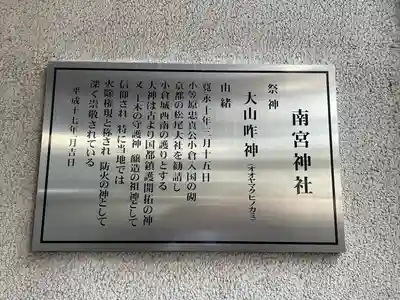 南宮神社
祭神
大山咋神（オオヤマクヒノカミ）
由緒
寛永十年三月十五日
小笠原忠真公小倉入国の砌
京都の松尾大社を勧請し
小倉城西南の護りとする
大神は古より国都鎮護開拓の神
又土木の守護神 醸造の祖神として
信仰され 特に当地では
火除権現と称され 防火の神として
深く崇敬されている
平成十七年 月吉日